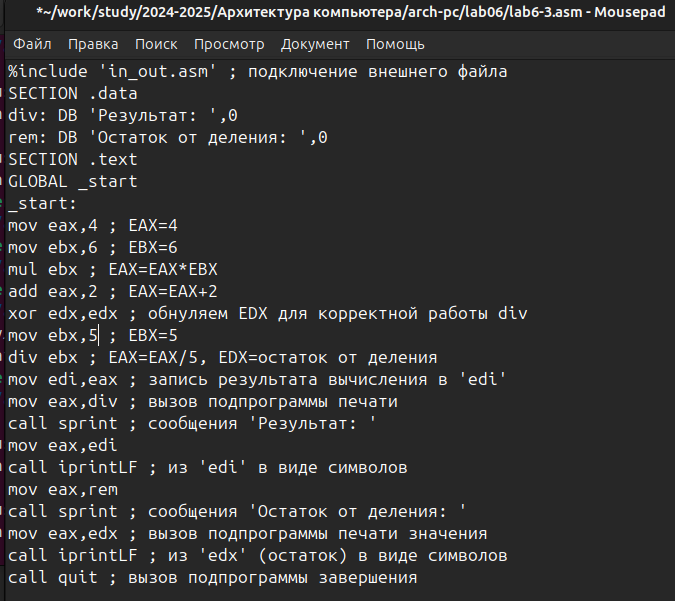 *~/work/study/2024-2025/Архитектура компьютера/arch-pc/lab06/lab6-3.asm - Mousepad
Файл Правка Поиск Просмотр Документ Помощь
%include 'in_out.asm' ; подключение внешнего файла
SECTION .data
div: DB 'Результат: ',0
rem: DB 'Остаток от деления: ',0
SECTION .text
GLOBAL _start
_start:
mov eax,4 ; EAX=4
mov ebx,6 ; EBX=6
mul ebx ; EAX=EAX*EBX
add eax,2 ; EAX=EAX+2
xor edx,edx ; обнуляем EDX для корректной работы div
mov ebx,5 ; EBX=5
div ebx ; EAX=EAX/5, EDX=остаток от деления
mov edi,eax ; запись результата вычисления в 'edi'
mov eax,div ; вызов подпрограммы печати
call sprint ; сообщения 'Результат: '
mov eax,edi
call iprintLF ; из 'edi' в виде символов
mov eax,rem
call sprint ; сообщения 'Остаток от деления: '
mov eax,edx ; вызов подпрограммы печати значения
call iprintLF ; из 'edx' (остаток) в виде символов
call quit ; вызов подпрограммы завершения